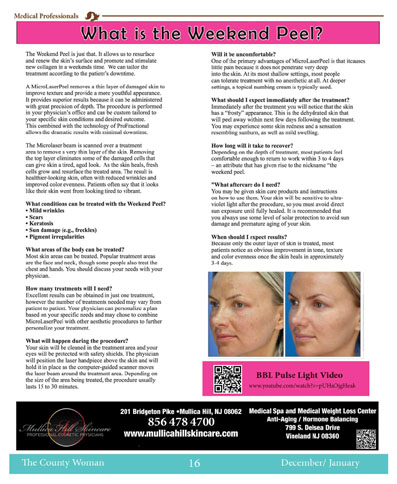 Medical Professionals
What is the Weekend Peel?
The Weekend Peel is just that. It allows us to resurface
and renew the skin's surface and promote and stimulate
new collagen in a weekends time. We can tailor the
treatment according to the patient's downtime.
A MicroLaserPeel removes a thin layer of damaged skin to
improve texture and provide a more youthful appearance.
It provides superior results because it can be administered
with great precision of depth. The procedure is performed
in your physician's office and can be custom tailored to
your specific skin conditions and desired outcome.
This combined with the technology of ProFractional
allows the dramatic results with minimal downtime.
The Microlaser beam is scanned over a treatment
area to remove a very thin layer of the skin. Removing
the top layer eliminates some of the damaged cells that
can give skin a tired, aged look. As the skin heals, fresh
cells grow and resurface the treated area. The result is
healthier-looking skin, often with reduced wrinkles and
improved color evenness. Patients often say that it looks
like their skin went from looking tired to vibrant.
What conditions can be treated with the Weekend Peel?
• Mild wrinkles
• Scars
• Keratosis
• Sun damage (e.g., freckles)
• Pigment irregularities
What areas of the body can be treated?
Most skin areas can be treated. Popular treatment areas
are the face and neck, though some people also treat the
chest and hands. You should discuss your needs with your
physician.
How many treatments will I need?
Excellent results can be obtained in just one treatment,
however the number of treatments needed may vary from
patient to patient. Your physician can personalize a plan
based on your specific needs and may chose to combine
MicroLaserPeel with other aesthetic procedures to further
personalize your treatment.
What will happen during the procedure?
Your skin will be cleaned in the treatment area and your
eyes will be protected with safety shields. The physician
will position the laser handpiece above the skin and will
hold it in place as the computer-guided scanner moves
the laser beam around the treatment area. Depending on
the size of the area being treated, the procedure usually
lasts 15 to 30 minutes.
Will it be uncomfortable?
One of the primary advantages of MicroLaserPeel is that itcauses
little pain because it does not penetrate very deep
into the skin. At its most shallow settings, most people
can tolerate treatment with no anesthetic at all. At deeper
settings, a topical numbing cream is typically used.
What should I expect immediately after the treatment?
Immediately after the treatment you will notice that the skin
has a "frosty" appearance. This is the dehydrated skin that
will peel away within next few days following the treatment.
You may experience some skin redness and a sensation
resembling sunburn, as well as mild swelling.
How long will it take to recover?
Depending on the depth of treatment, most patients feel
comfortable enough to return to work within 3 to 4 days
– an attribute that has given rise to the nickname "the
weekend peel.
"What aftercare do I need?
You may be given skin care products and instructions
on how to use them. Your skin will be sensitive to ultra-
violet light after the procedure, so you must avoid direct
sun exposure until fully healed. It is recommended that
you always use some level of solar protection to avoid sun
damage and premature aging of your skin.
When should I expect results?
Because only the outer layer of skin is treated, most
patients notice an obvious improvement in tone, texture
and color evenness once the skin heals in approximately
3-4 days.
BBL Pulse Light Video
Mullica Hill Skincare
PROFESSIONAL COSMETIC PHYSICIANS
201 Bridgeton Pike •Mullica Hill, NJ 08062
856 478 4700
www.mullicahillskincare.com
Medical Spa and Medical Weight Loss Center
Anti-Aging / Hormone Balancing
799 S. Delsea Drive
Vineland NJ 08360
The County Woman
16
December/ January